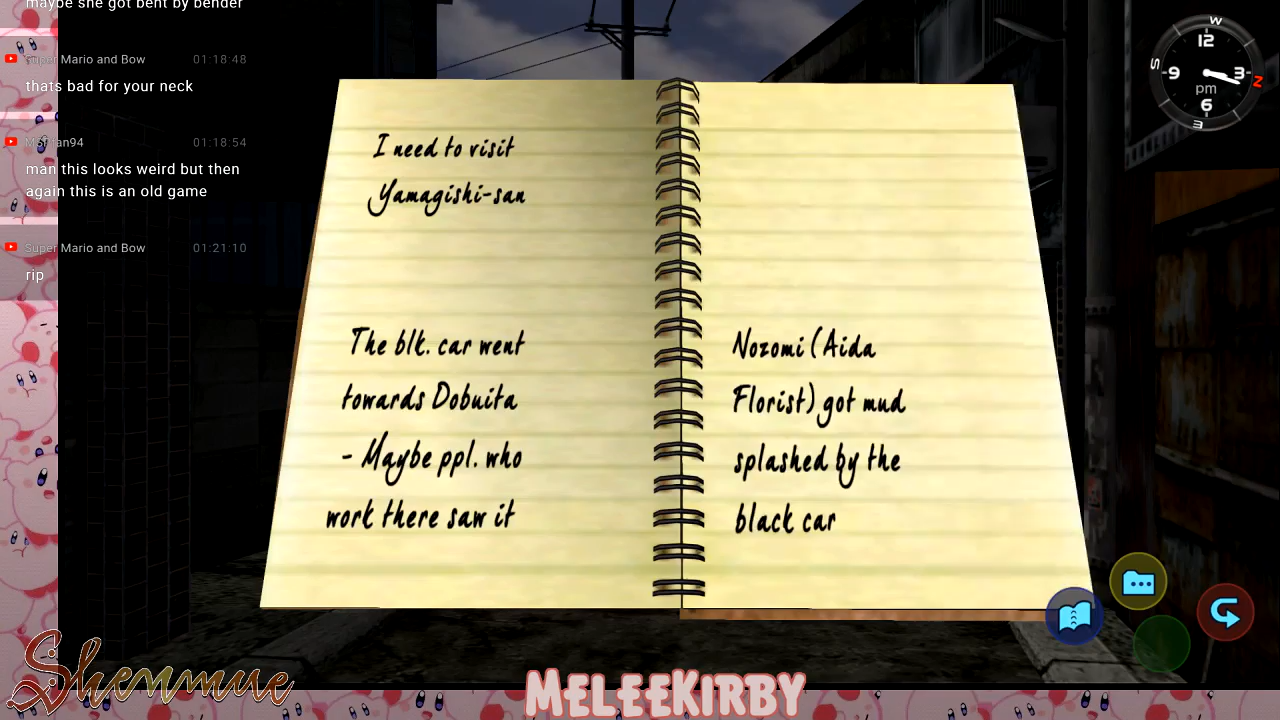 maybe she got bent by bender
Super Mario and Bow 01:18:48
thats bad for your neck
01:18:54
man this looks weird but then
again this is an old game
Super Mario and Bow 01:21:10
rip
I need to visit
Yamagishi-san
The blk. car went
towards Dobuita
- Maybe ppl. who
work there saw it
Nozomi (Aida
Florist) got mud
splashed by the
black car
W
12
S
9
3
N
pm
6
E
Shenmue
MELEEKIRBY